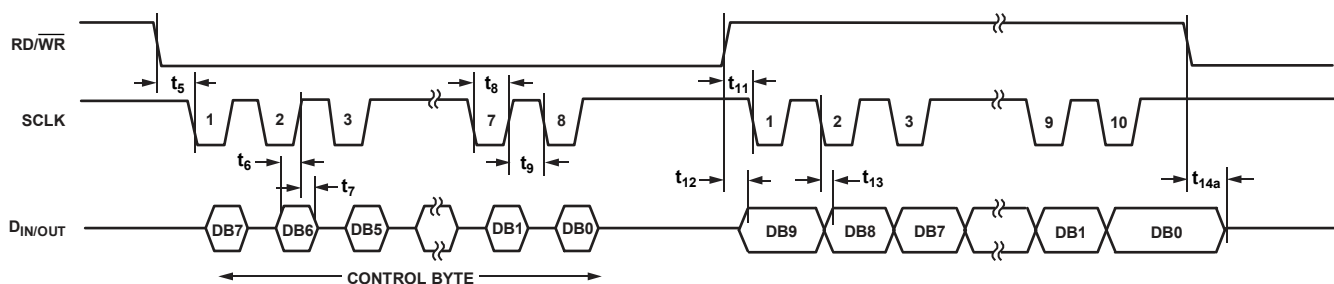 RD/WR
t5 t8 t11
SCLK 1 2 3 7 8 1 2 3 9 10
t6 t9 t12 t13 t14a
t7
DIN/OUT DB7 DB6 DB5 DB1 DB0 DB9 DB8 DB7 DB1 DB0
CONTROL BYTE